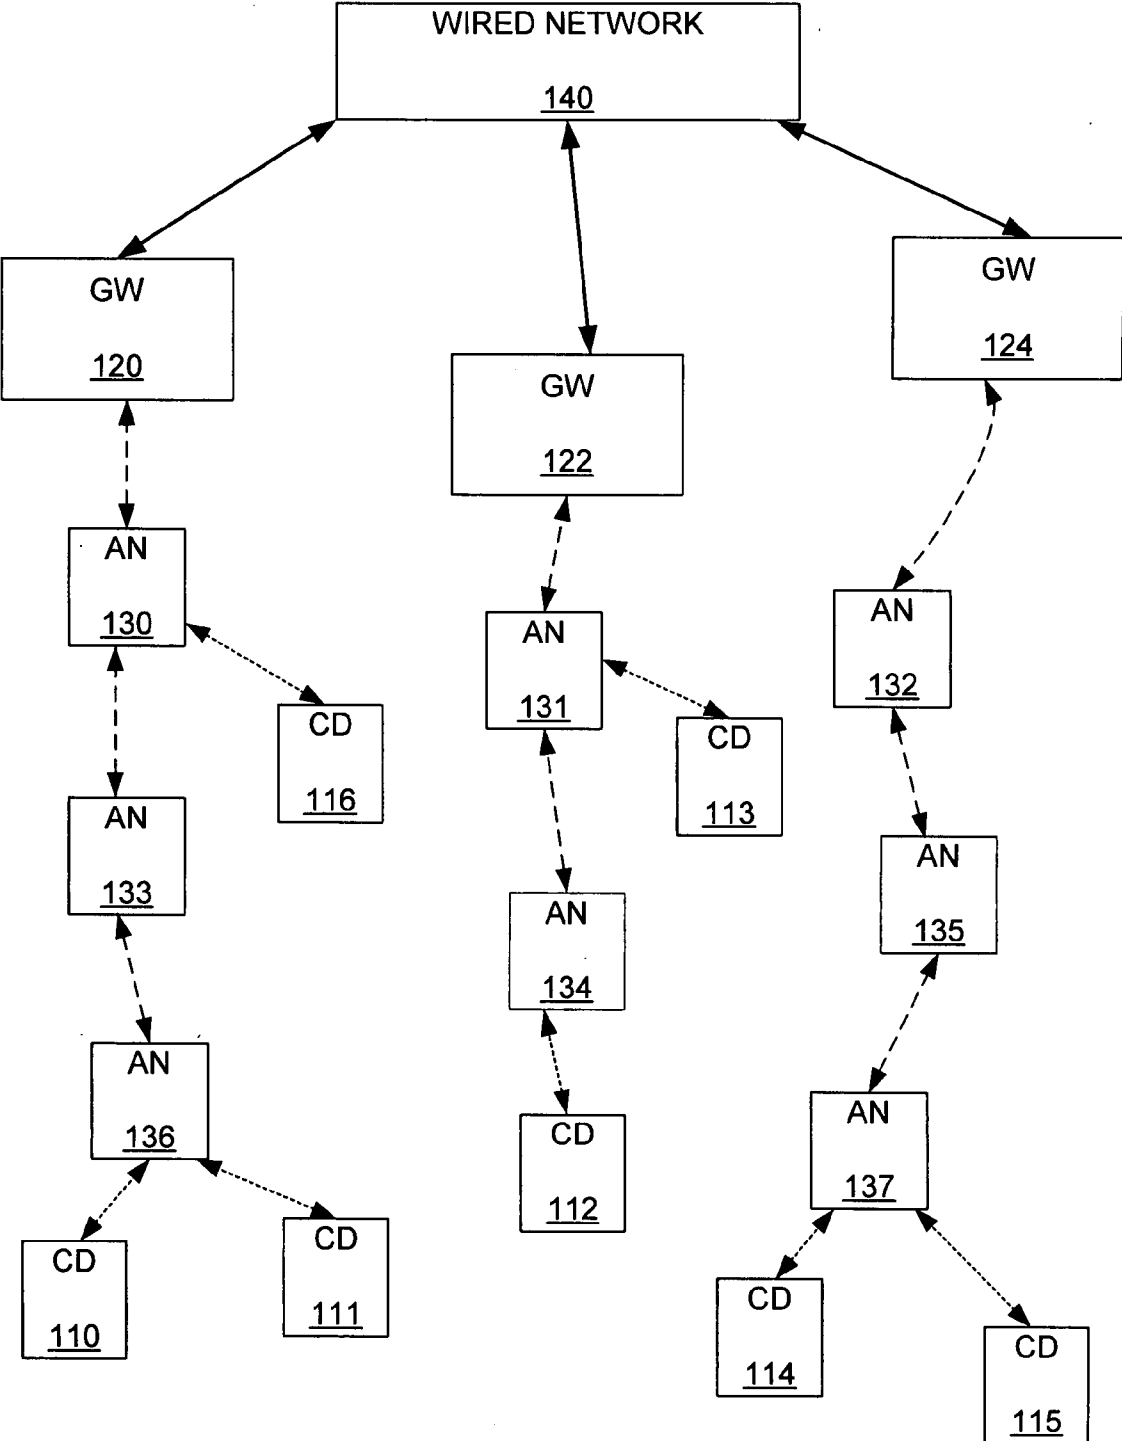 WIRED NETWORK
140
GW
120
GW
122
GW
124
AN
130
AN
131
AN
132
CD
116
CD
113
AN
133
AN
134
AN
135
AN
136
AN
137
CD
110
CD
111
CD
112
CD
114
CD
115